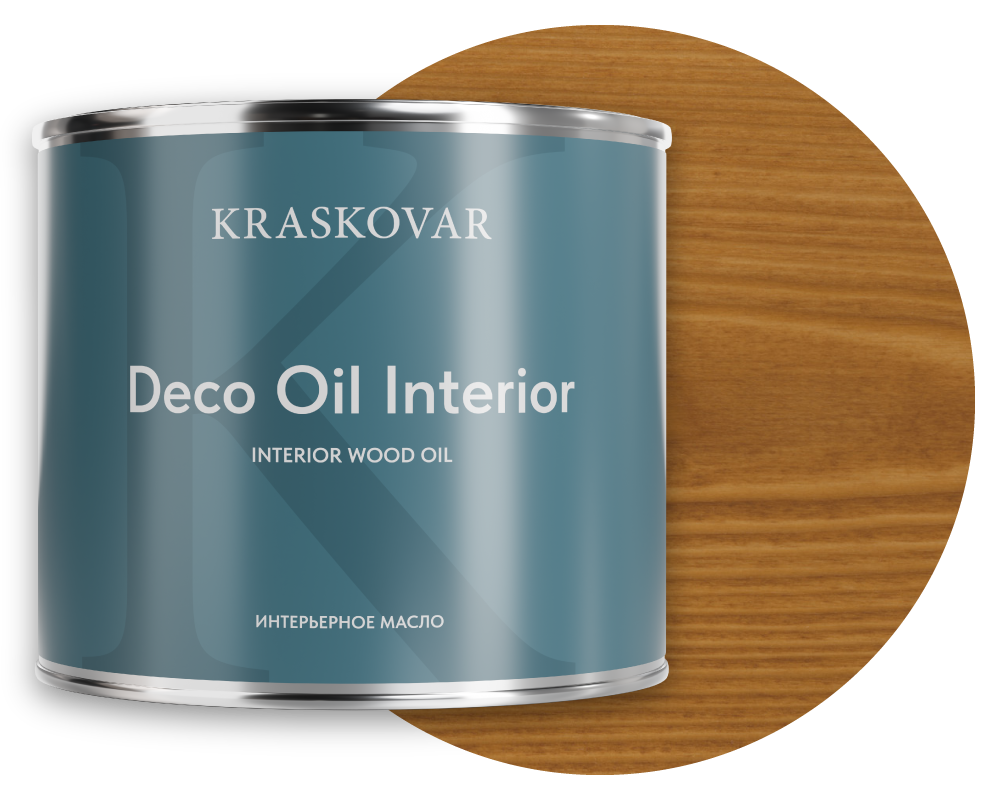 KRASKOVAR
Deco Oil Interior
INTERIOR WOOD OIL
ИНТЕРЬЕРНОЕ МАСЛО